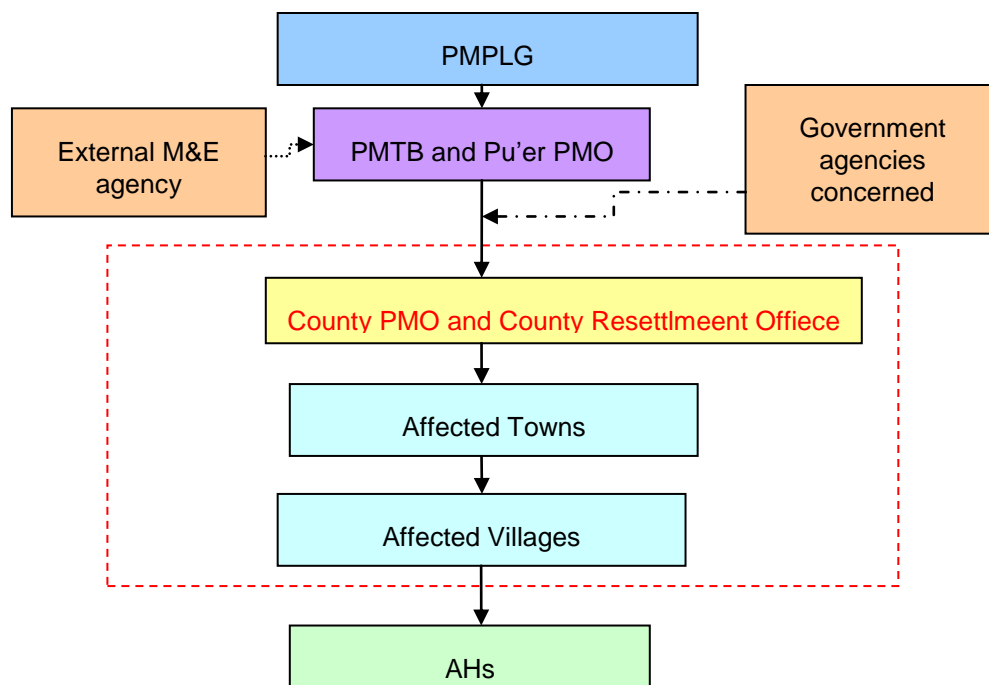 PMPLG
External M&E
agency
PMTB and Pu’er PMO
Government
agencies
concerned
County PMO and County Resettlmeent Offiece
Affected Towns
Affected Villages
AHs